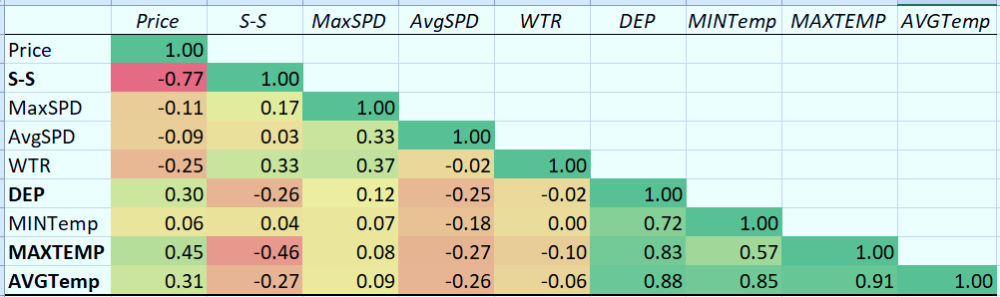 Price S-S MaxSPD AvgSPD WTR DEP MINTemp MAXTEMP AVGTemp
Price 1.00
S-S -0.77 1.00
MaxSPD -0.11 0.17 1.00
AvgSPD -0.09 0.03 0.33 1.00
WTR -0.25 0.33 0.37 -0.02 1.00
DEP 0.30 -0.26 0.12 -0.25 -0.02 1.00
MINTemp 0.06 0.04 0.07 -0.18 0.00 0.72 1.00
MAXTEMP 0.45 -0.46 0.08 -0.27 -0.10 0.83 0.57 1.00
AVGTemp 0.31 -0.27 0.09 -0.26 -0.06 0.88 0.85 0.91 1.00